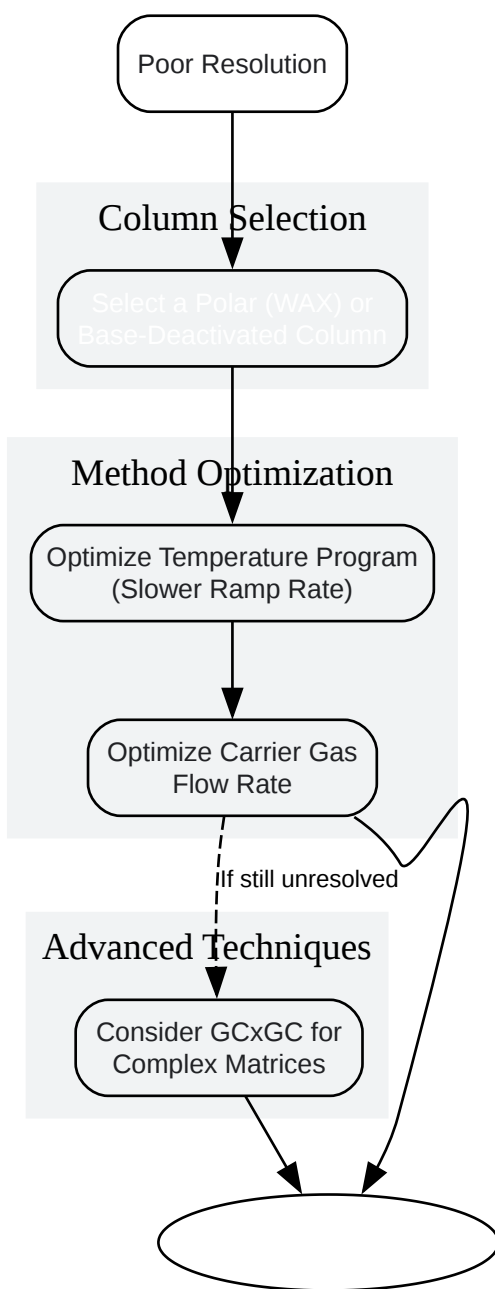 Poor Resolution
Column Selection
Select a Polar (WAX) or
Base-Deactivated Column
Method Optimization
Optimize Temperature Program
(Slower Ramp Rate)
Optimize Carrier Gas
Flow Rate
If still unresolved
Advanced Techniques
Consider GCxGC for
Complex Matrices